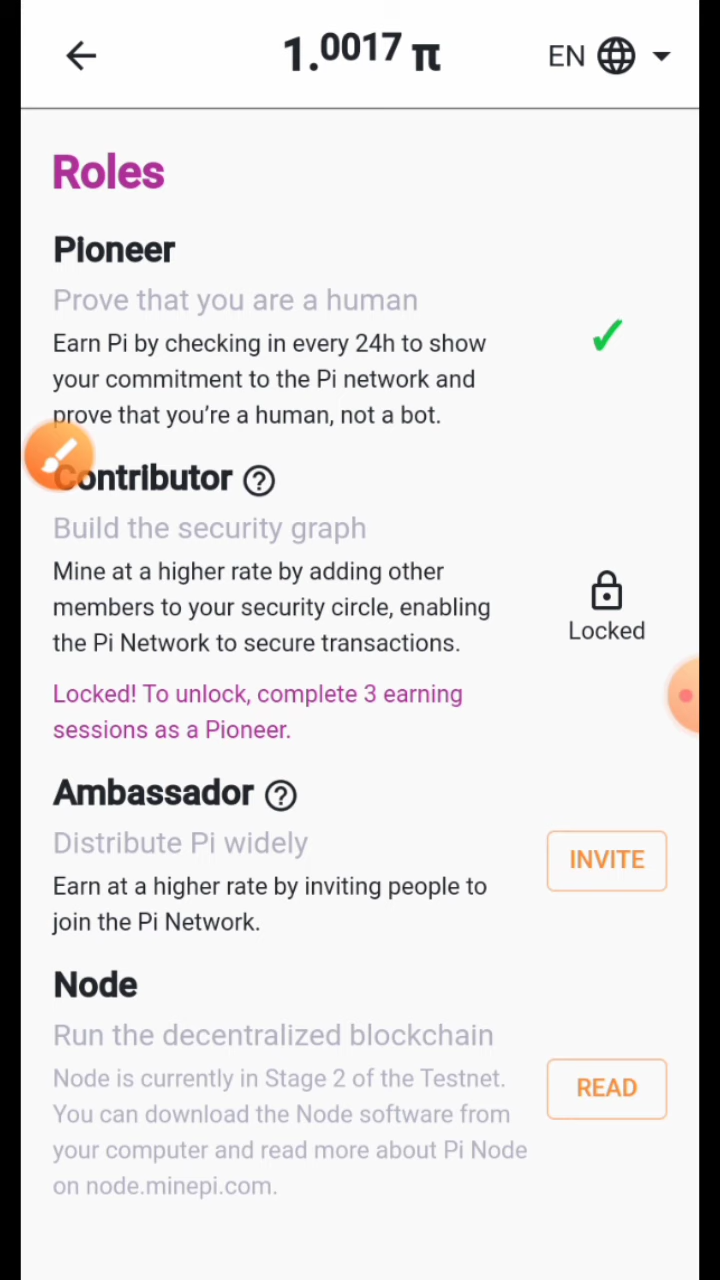 1.0017 π EN
Roles
Pioneer
Prove that you are a human
Earn Pi by checking in every 24h to show
your commitment to the Pi network and
prove that you’re a human, not a bot.
Contributor ?
Build the security graph
Mine at a higher rate by adding other
members to your security circle, enabling
the Pi Network to secure transactions.
Locked
Locked! To unlock, complete 3 earning
sessions as a Pioneer.
Ambassador ?
Distribute Pi widely
INVITE
Earn at a higher rate by inviting people to
join the Pi Network.
Node
Run the decentralized blockchain
Node is currently in Stage 2 of the Testnet.
READ
You can download the Node software from
your computer and read more about Pi Node
on node.minepi.com.